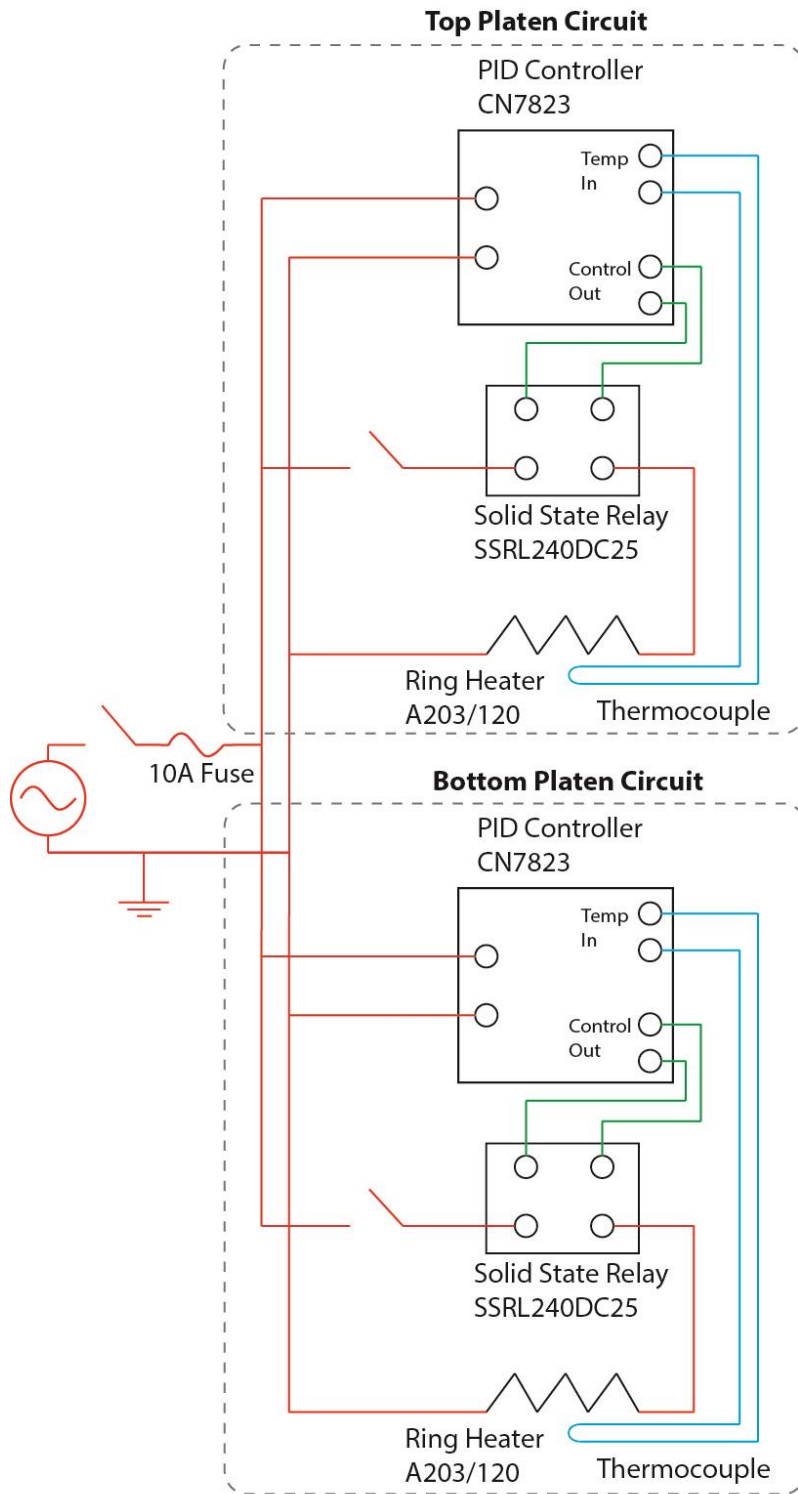 Top Platen Circuit
PID Controller
CN7823
Temp
In
Control
Out
Solid State Relay
SSRL240DC25
Ring Heater
A203/120
Thermocouple
10A Fuse
Bottom Platen Circuit
PID Controller
CN7823
Temp
In
Control
Out
Solid State Relay
SSRL240DC25
Ring Heater
A203/120
Thermocouple